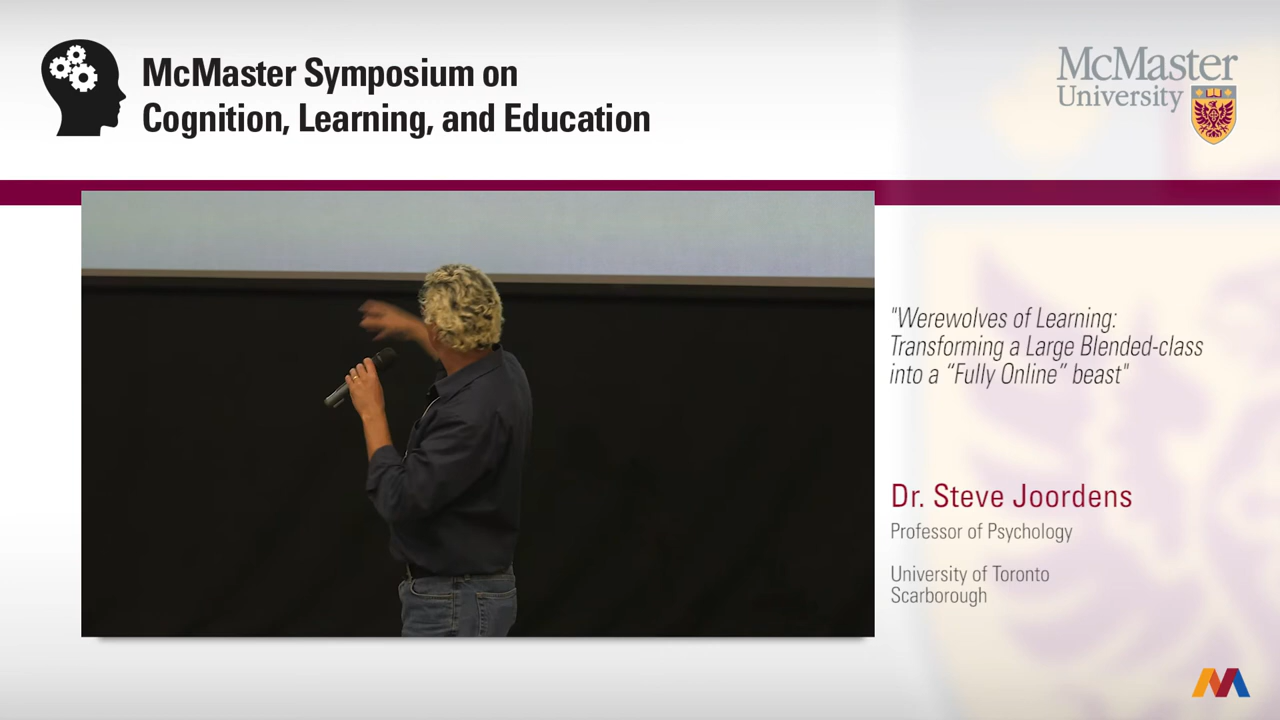 McMaster Symposium on
Cognition, Learning, and Education
McMaster
University
"Werewolves of Learning:
Transforming a Large Blended-class
into a “Fully Online” beast"
Dr. Steve Joordens
Professor of Psychology
University of Toronto
Scarborough